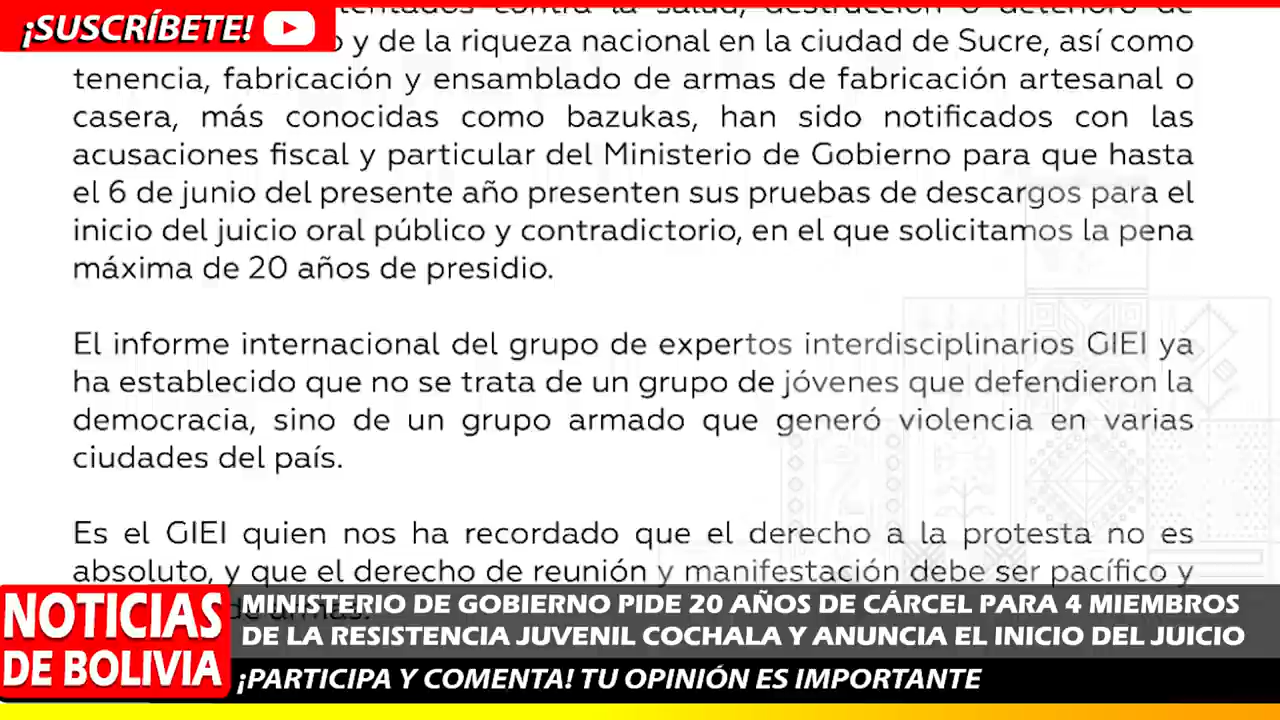 ¡SUSCRÍBETE!
contra la salud, destrucción o deterioro de
y de la riqueza nacional en la ciudad de Sucre, así como
tenencia, fabricación y ensamblado de armas de fabricación artesanal o
casera, más conocidas como bazukas, han sido notificados con las
acusaciones fiscal y particular del Ministerio de Gobierno para que hasta
el 6 de junio del presente año presenten sus pruebas de descargos para el
inicio del juicio oral público y contradictorio, en el que solicitamos la pena
máxima de 20 años de presidio.
El informe internacional del grupo de expertos interdisciplinarios GIEI ya
ha establecido que no se trata de un grupo de jóvenes que defendieron la
democracia, sino de un grupo armado que generó violencia en varias
ciudades del país.
Es el GIEI quien nos ha recordado que el derecho a la protesta no es
absoluto, y que el derecho de reunión y manifestación debe ser pacífico y
de armas.
NOTICIAS
DE BOLIVIA
MINISTERIO DE GOBIERNO PIDE 20 AÑOS DE CÁRCEL PARA 4 MIEMBROS
DE LA RESISTENCIA JUVENIL COCHALA Y ANUNCIA EL INICIO DEL JUICIO
¡PARTICIPA Y COMENTA! TU OPINIÓN ES IMPORTANTE